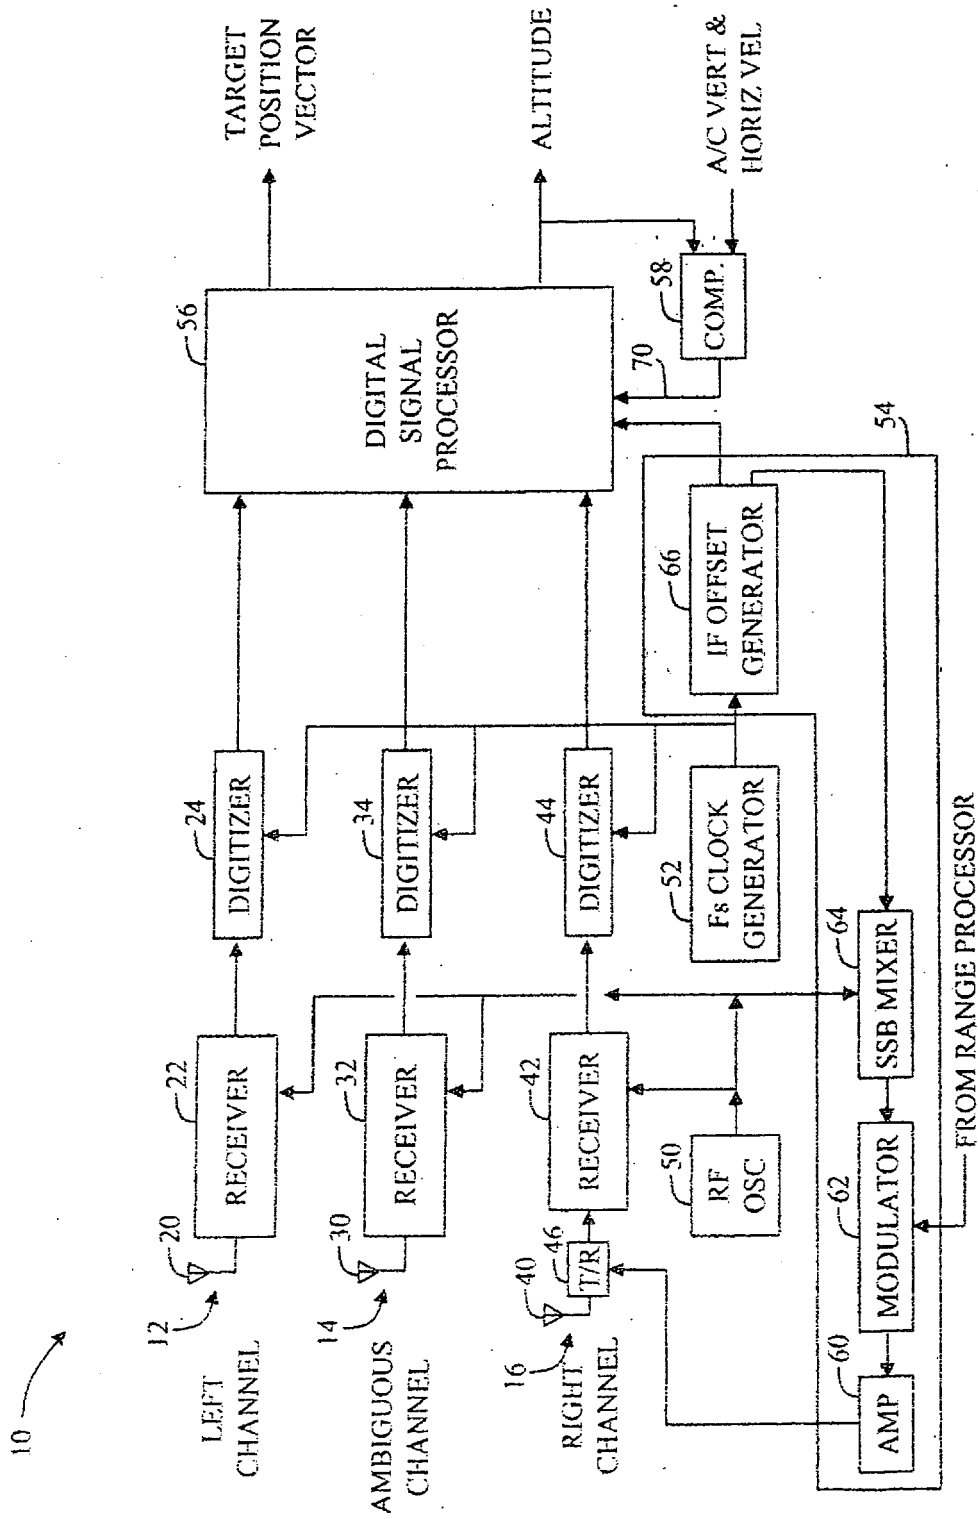 10
12
LEFT
CHANNEL
20
22
RECEIVER
24
DIGITIZER
56
DIGITAL
SIGNAL
PROCESSOR
TARGET
POSITION
VECTOR
14
AMBIGUOUS
CHANNEL
30
32
RECEIVER
34
DIGITIZER
16
RIGHT
CHANNEL
40
46
T/R
42
RECEIVER
44
DIGITIZER
ALTITUDE
70
58
COMP.
A/C VERT &
HORIZ VEL
50
RF
OSC
52
Fs CLOCK
GENERATOR
66
IF OFFSET
GENERATOR
54
60
AMP
62
MODULATOR
64
SSB MIXER
FROM RANGE PROCESSOR